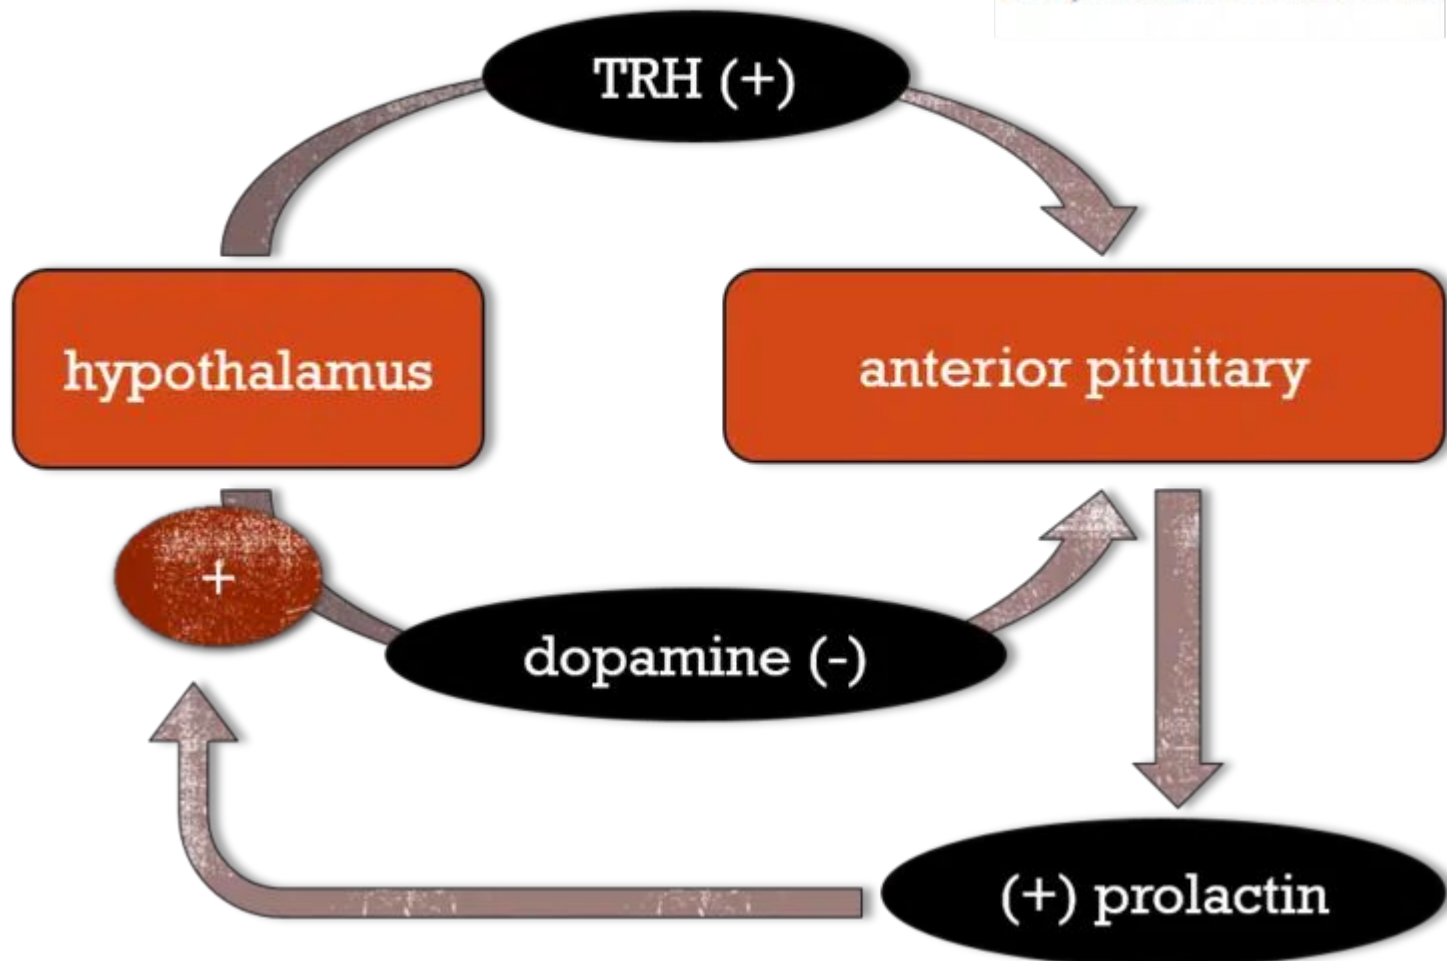 TRH (+)
hypothalamus
anterior pituitary
+
dopamine (-)
(+) prolactin